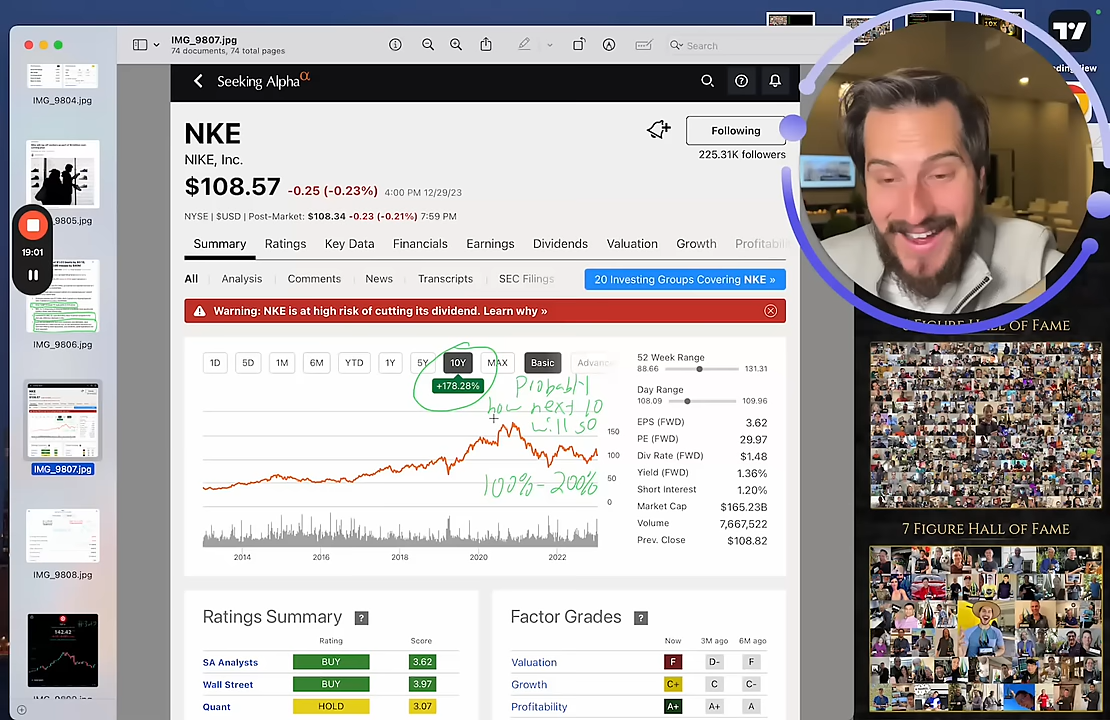 IMG_9807.jpg
74 documents, 74 total pages
Search
IMG_9804.jpg
_9805.jpg
19:01
IMG_9806.jpg
IMG_9807.jpg
IMG_9808.jpg
142.42
Seeking Alphaα
NKE
NIKE, Inc.
Following
225.31K followers
$108.57 -0.25 (-0.23%) 4:00 PM 12/29/23
NYSE | $USD | Post-Market: $108.34 -0.23 (-0.21%) 7:59 PM
Summary Ratings Key Data Financials Earnings Dividends Valuation Growth Profitabili
All Analysis Comments News Transcripts SEC Filings 20 Investing Groups Covering NKE »
Warning: NKE is at high risk of cutting its dividend. Learn why »
1D 5D 1M 6M YTD 1Y 5Y 10Y MAX Basic Advanc
+178.28%
Probably
how next 10
will go
100%-200%
150
100
50
0
2014 2016 2018 2020 2022
52 Week Range
88.66 131.31
Day Range
108.09 109.96
EPS (FWD) 3.62
PE (FWD) 29.97
Div Rate (FWD) $1.48
Yield (FWD) 1.36%
Short Interest 1.20%
Market Cap $165.23B
Volume 7,667,522
Prev. Close $108.82
Ratings Summary ?
Rating Score
SA Analysts BUY 3.62
Wall Street BUY 3.97
Quant HOLD 3.07
Factor Grades ?
Now 3M ago 6M ago
Valuation F D- F
Growth C+ C C-
Profitability A+ A+ A
Figure Hall of Fame
7 Figure Hall of Fame